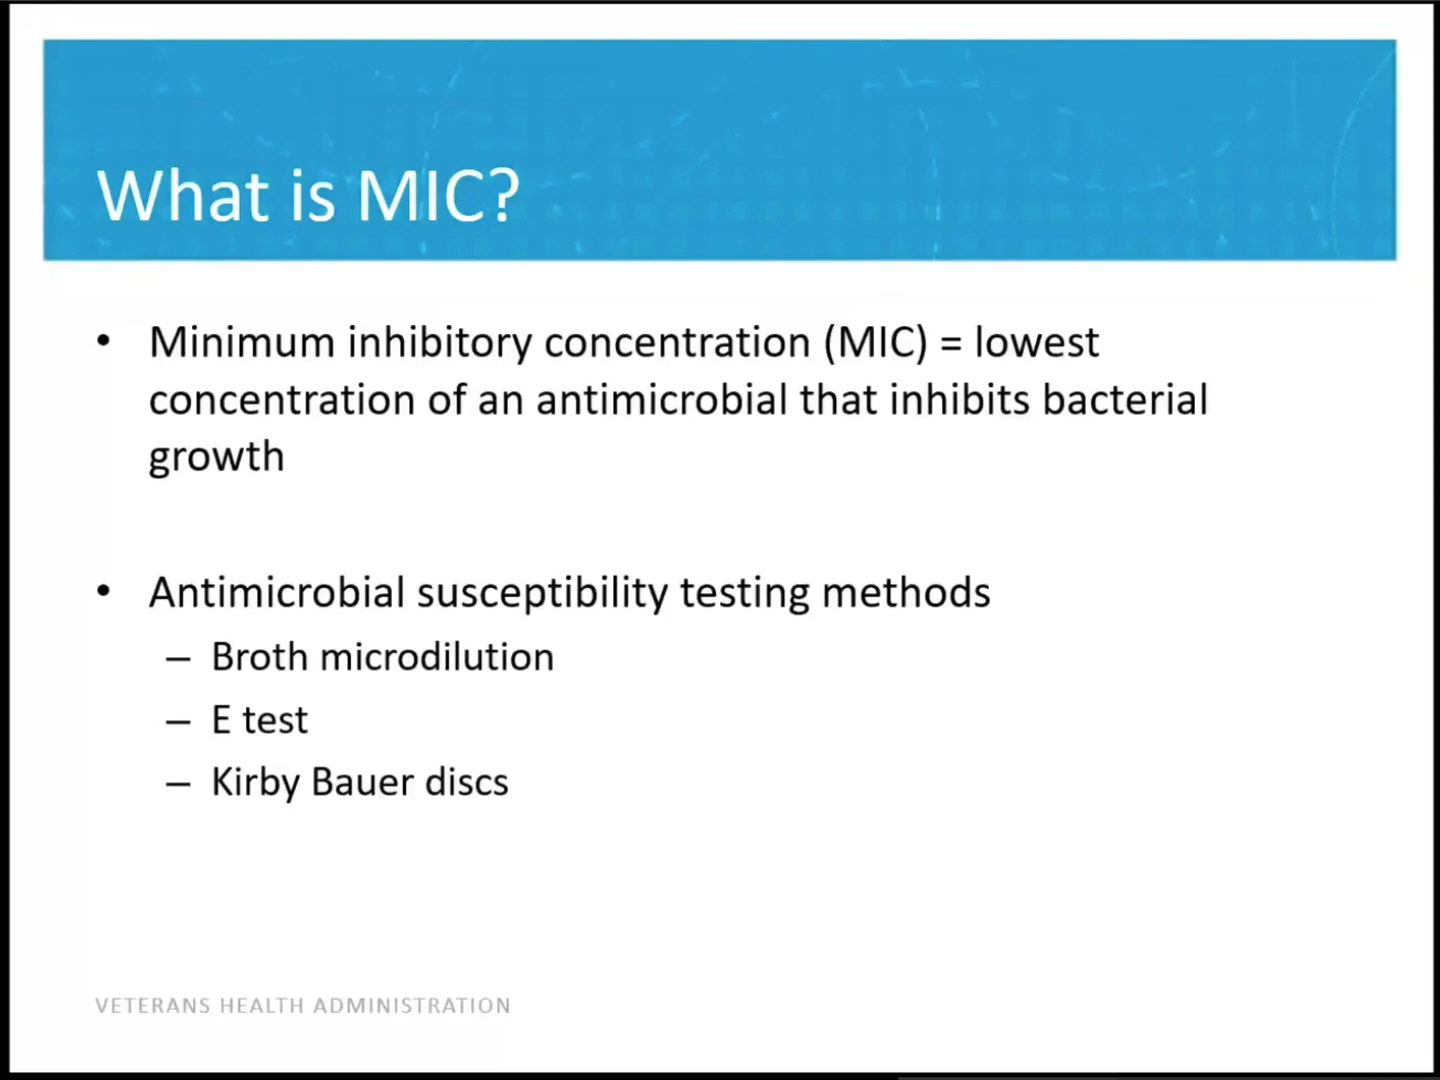 What is MIC?
• Minimum inhibitory concentration (MIC) = lowest
concentration of an antimicrobial that inhibits bacterial
growth
• Antimicrobial susceptibility testing methods
– Broth microdilution
– E test
– Kirby Bauer discs
VETERANS HEALTH ADMINISTRATION